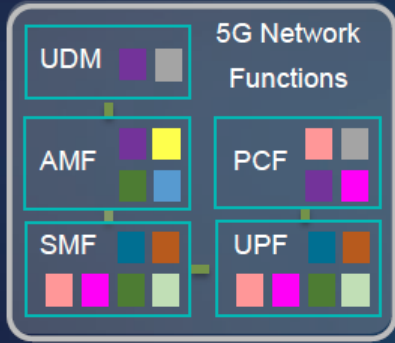 5G Network
Functions
UDM
AMF
PCF
SMF
UPF